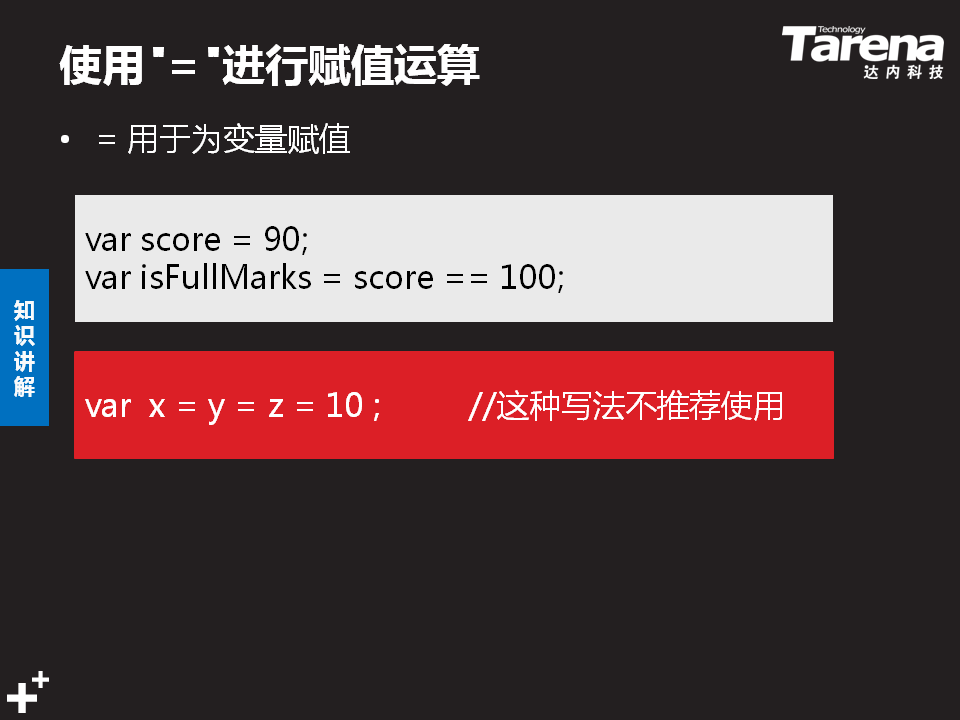 使用"="进行赋值运算
Technology
Tarena
达内科技
• = 用于为变量赋值
var score = 90;
var isFullMarks = score == 100;
知识讲解
var x = y = z = 10 ; //这种写法不推荐使用
++